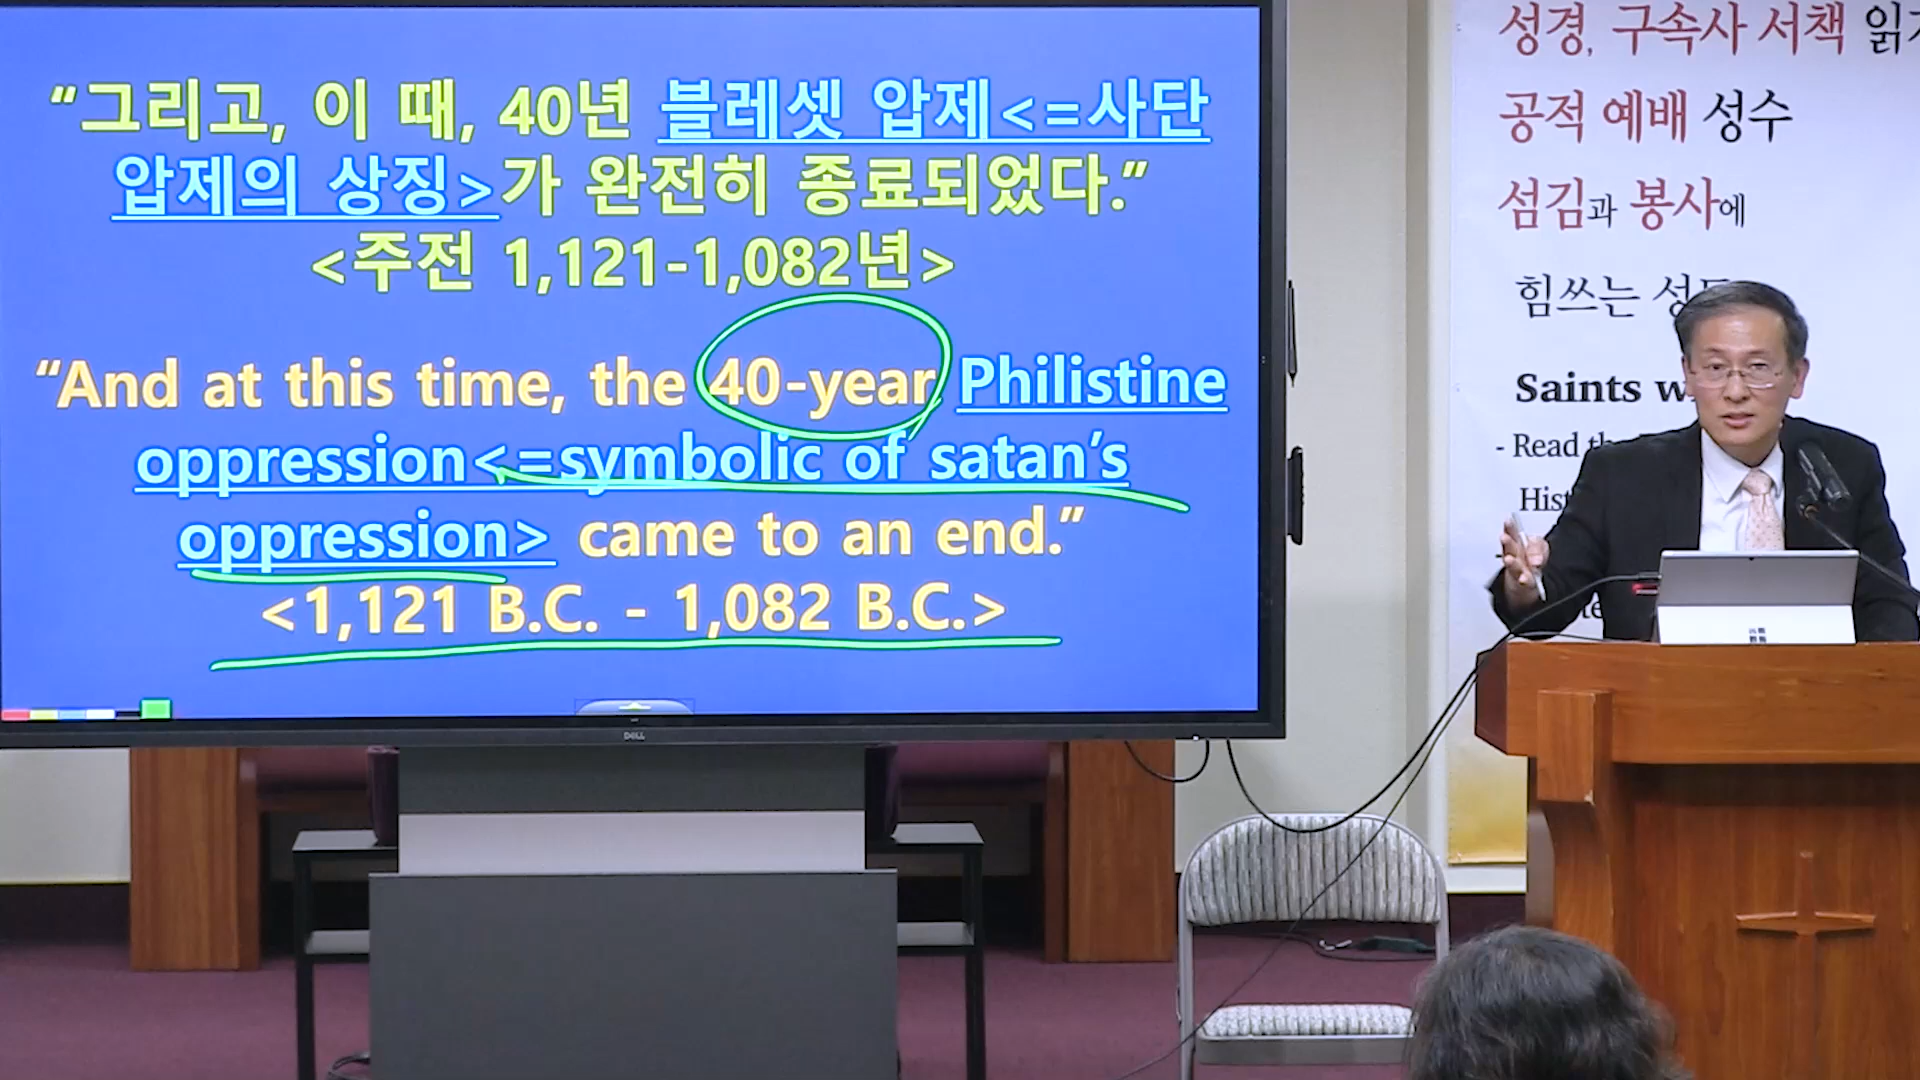 “그리고, 이 때, 40년 블레셋 압제<=사단
압제의 상징>가 완전히 종료되었다.”
<주전 1,121-1,082년>
“And at this time, the 40-year Philistine
oppression<=symbolic of satan’s
oppression> came to an end.”
<1,121 B.C. - 1,082 B.C.>
DELL
성경, 구속사 서책
공적 예배 성수
섬김과 봉사에
힘쓰는
Saints
- Read